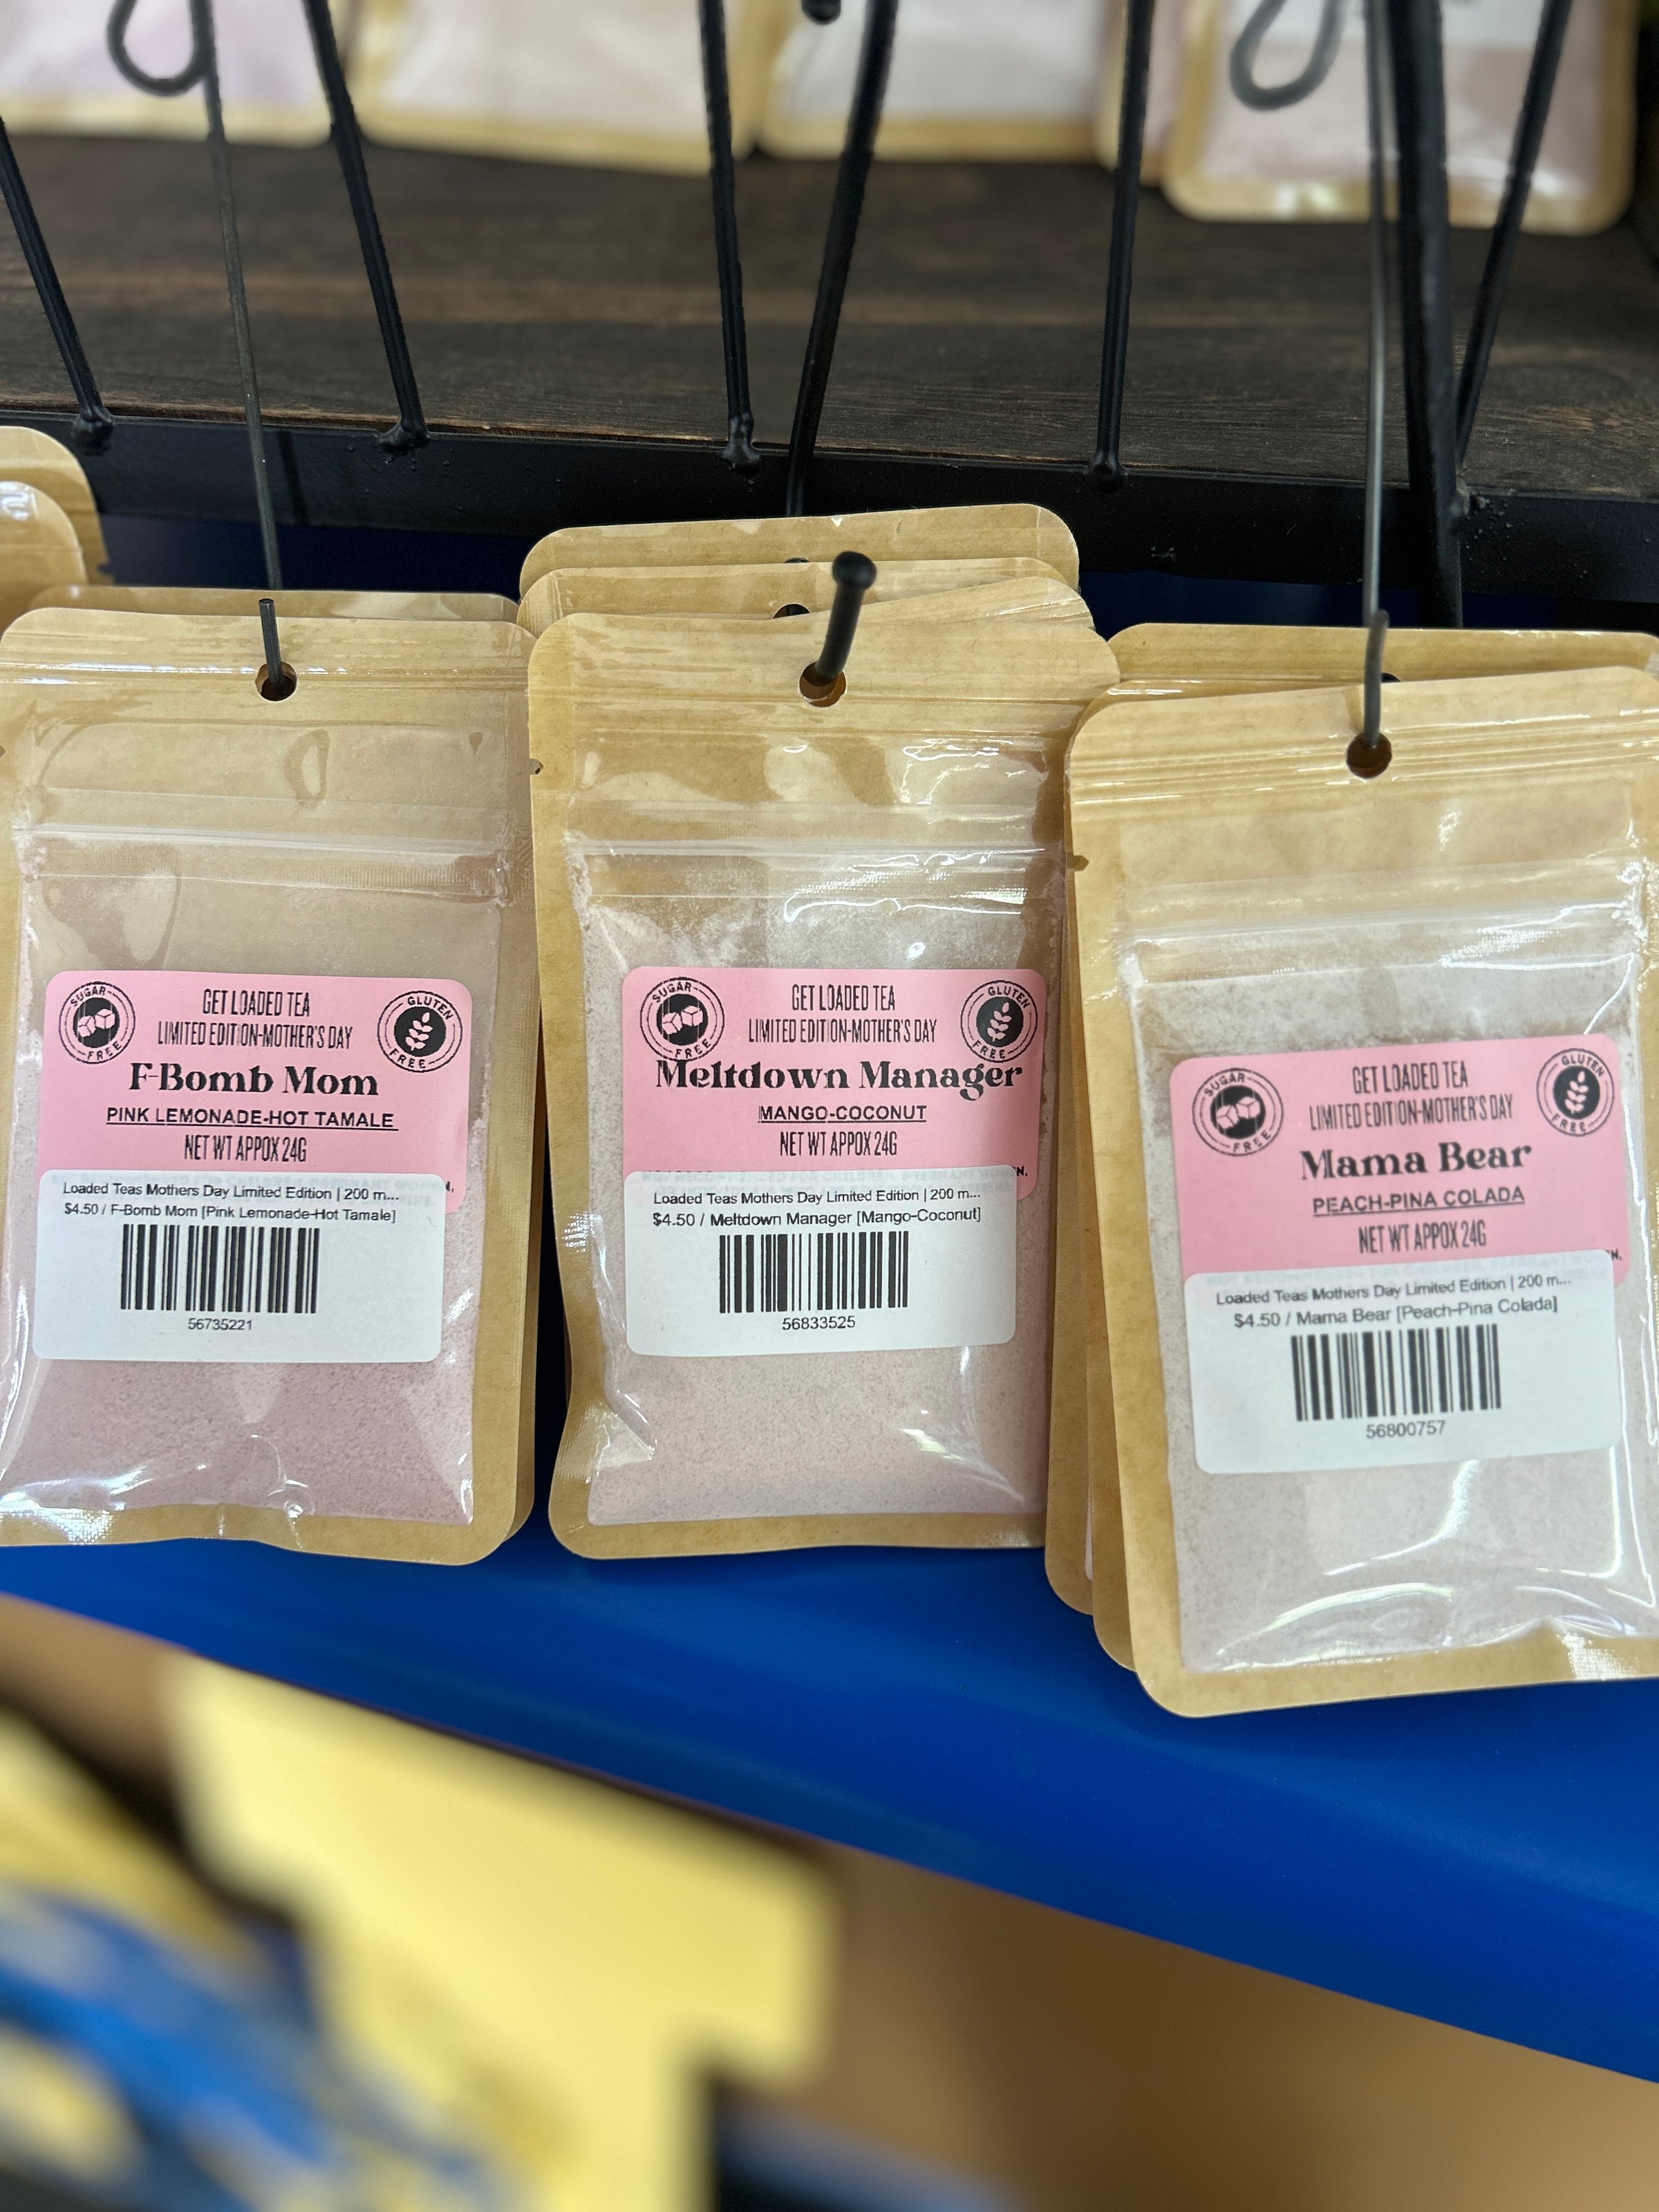 SUGAR
FREE
GET LOADED TEA
LIMITED EDITION-MOTHER'S DAY
GLUTEN
FREE
F-Bomb Mom
PINK LEMONADE-HOT TAMALE
NET WT APPOX 24G
Loaded Teas Mothers Day Limited Edition | 200 m...
$4.50 / F-Bomb Mom [Pink Lemonade-Hot Tamale]
56735221
SUGAR
FREE
GET LOADED TEA
LIMITED EDITION-MOTHER'S DAY
GLUTEN
FREE
Meltdown Manager
MANGO-COCONUT
NET WT APPOX 24G
Loaded Teas Mothers Day Limited Edition | 200 m...
$4.50 / Meltdown Manager [Mango-Coconut]
56833525
SUGAR
FREE
GET LOADED TEA
LIMITED EDITION-MOTHER'S DAY
GLUTEN
FREE
Mama Bear
PEACH-PINA COLADA
NET WT APPOX 24G
Loaded Teas Mothers Day Limited Edition | 200 m...
$4.50 / Mama Bear [Peach-Pina Colada]
56800757